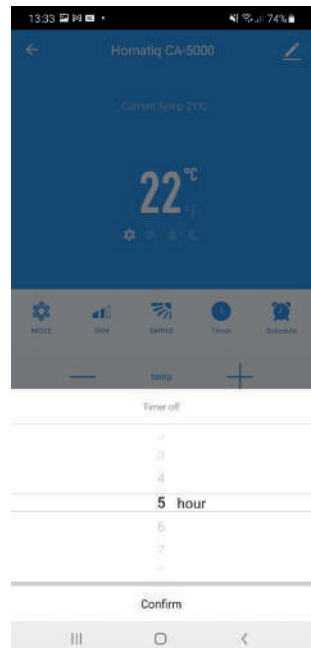 13:33 74%
Homatiq CA-5000
Current Temp 21°C
22 °C
°F
MODE FAN SWING Timer Schedule
temp
Timer off
2
3
4
5 hour
6
7
Confirm